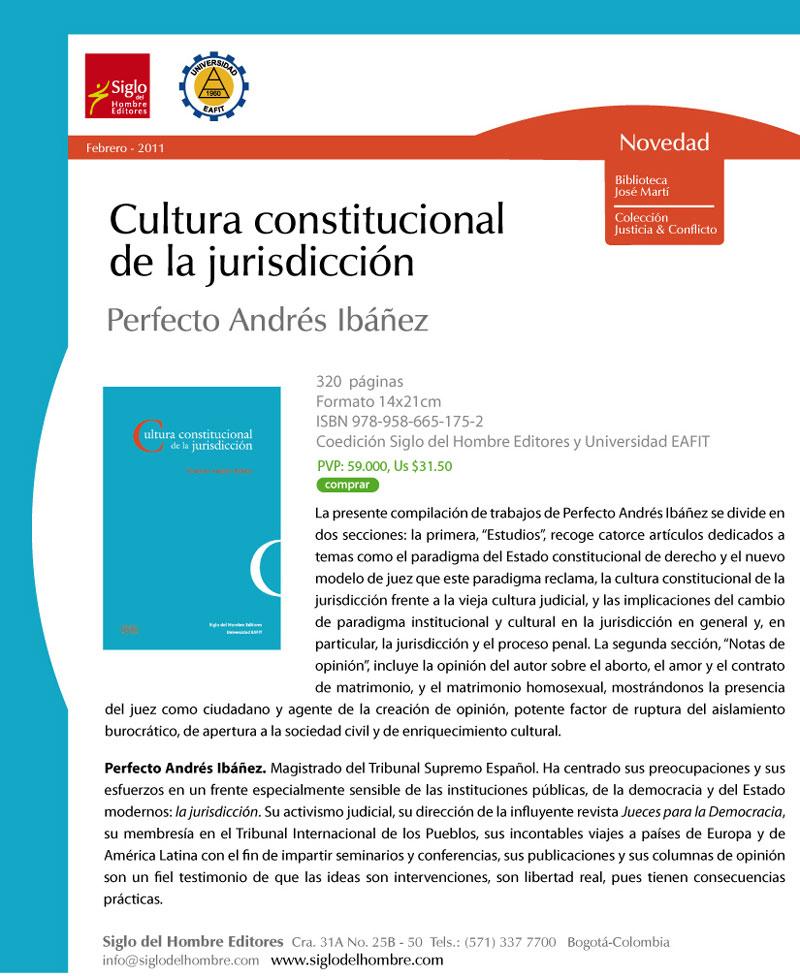 Siglo
del
Hombre
Editores
UNIVERSIDAD
1960
EAFIT
Febrero - 2011
Novedad
Biblioteca
José Martí
Colección
Justicia & Conflicto
Cultura constitucional
de la jurisdicción
Perfecto Andrés Ibáñez
320 páginas
Formato 14x21cm
ISBN 978-958-665-175-2
Coedición Siglo del Hombre Editores y Universidad EAFIT
PVP: 59.000, Us $31.50
comprar
Cultura constitucional
de la jurisdicción
Siglo del Hombre Editores
Universidad EAFIT
La presente compilación de trabajos de Perfecto Andrés Ibáñez se divide en
dos secciones: la primera, “Estudios”, recoge catorce artículos dedicados a
temas como el paradigma del Estado constitucional de derecho y el nuevo
modelo de juez que este paradigma reclama, la cultura constitucional de la
jurisdicción frente a la vieja cultura judicial, y las implicaciones del cambio
de paradigma institucional y cultural en la jurisdicción en general y, en
particular, la jurisdicción y el proceso penal. La segunda sección, “Notas de
opinión”, incluye la opinión del autor sobre el aborto, el amor y el contrato
de matrimonio, y el matrimonio homosexual, mostrándonos la presencia
del juez como ciudadano y agente de la creación de opinión, potente factor de ruptura del aislamiento
burocrático, de apertura a la sociedad civil y de enriquecimiento cultural.
Perfecto Andrés Ibáñez. Magistrado del Tribunal Supremo Español. Ha centrado sus preocupaciones y sus
esfuerzos en un frente especialmente sensible de las instituciones públicas, de la democracia y del Estado
modernos: la jurisdicción. Su activismo judicial, su dirección de la influyente revista Jueces para la Democracia,
su membresía en el Tribunal Internacional de los Pueblos, sus incontables viajes a países de Europa y de
América Latina con el fin de impartir seminarios y conferencias, sus publicaciones y sus columnas de opinión
son un fiel testimonio de que las ideas son intervenciones, son libertad real, pues tienen consecuencias
prácticas.
Siglo del Hombre Editores Cra. 31A No. 25B - 50 Tels.: (571) 337 7700 Bogotá-Colombia
info@siglodelhombre.com www.siglodelhombre.com